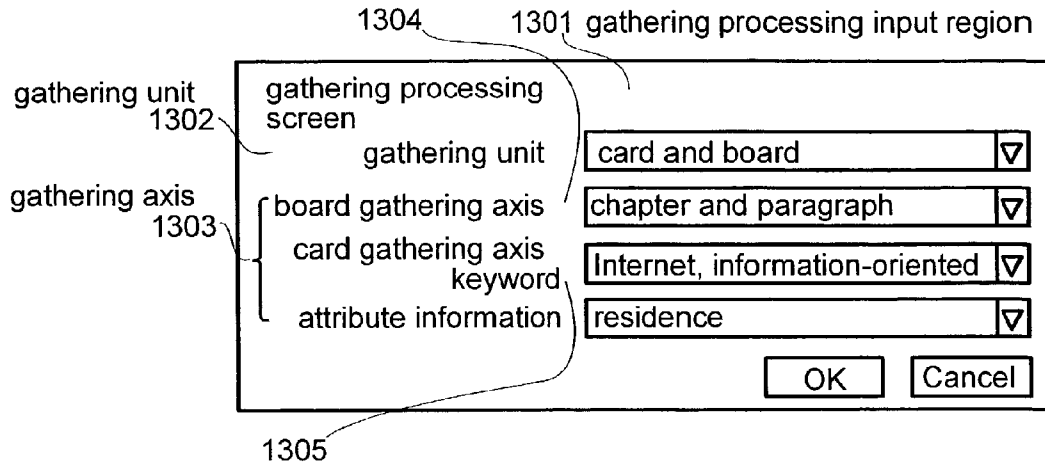 1304
1301 gathering processing input region
gathering unit
1302
gathering processing
screen
gathering unit
card and board
gathering axis
1303
board gathering axis
chapter and paragraph
card gathering axis
keyword
Internet, information-oriented
attribute information
residence
OK
Cancel
1305